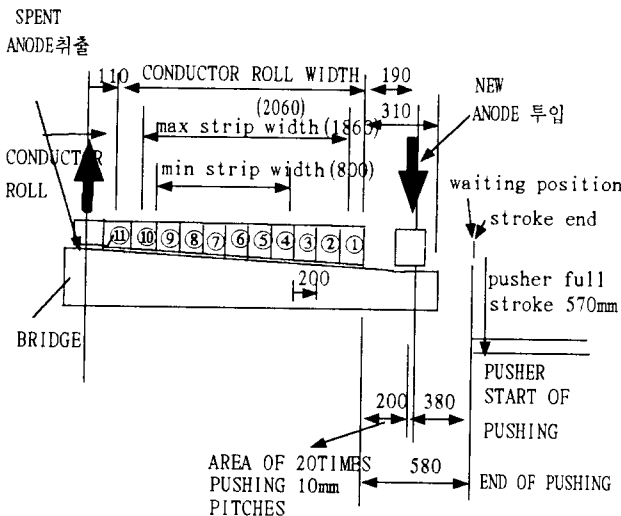 SPENT
ANODE취출
110
CONDUCTOR ROLL WIDTH
(2060)
190
310
NEW
ANODE 투입
max strip width(1860)
min strip width(800)
CONDUCTOR
ROLL
waiting position
stroke end
⑪ ⑩ ⑨ ⑧ ⑦ ⑥ ⑤ ④ ③ ② ①
200
pusher full
stroke 570mm
BRIDGE
PUSHER
START OF
PUSHING
200
380
AREA OF 20TIMES
PUSHING 10mm
PITCHES
580
END OF PUSHING